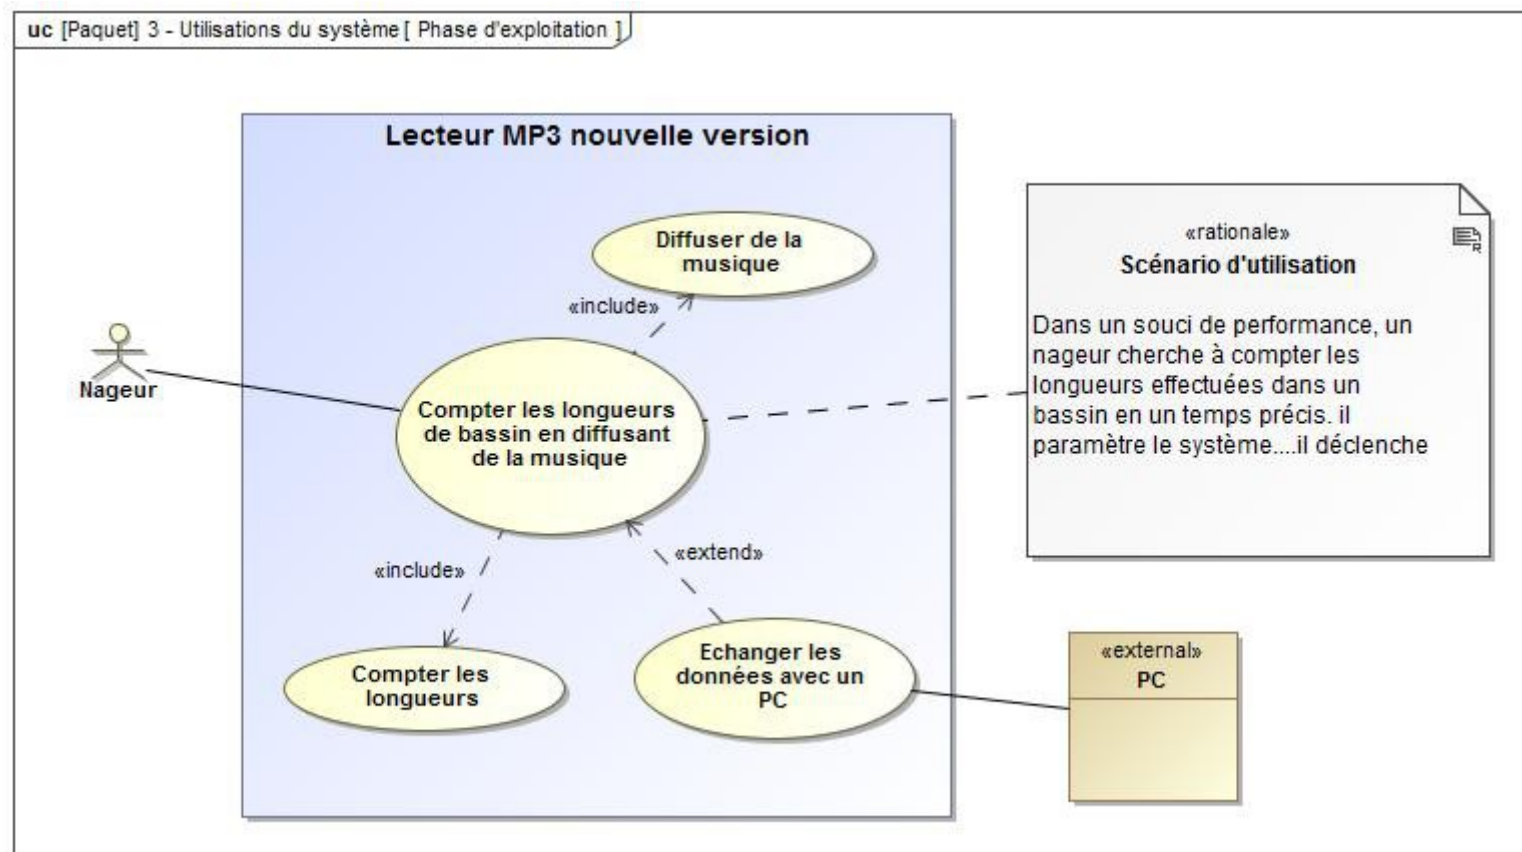 uc [Paquet] 3 - Utilisations du système [ Phase d'exploitation ]
Lecteur MP3 nouvelle version
Diffuser de la
musique
«include»
Nageur
Compter les longueurs
de bassin en diffusant
de la musique
«include»
«extend»
Compter les
longueurs
Echanger les
données avec un
PC
«rationale»
Scénario d'utilisation
Dans un souci de performance, un
nageur cherche à compter les
longueurs effectuées dans un
bassin en un temps précis. il
paramètre le système....il déclenche
«external»
PC